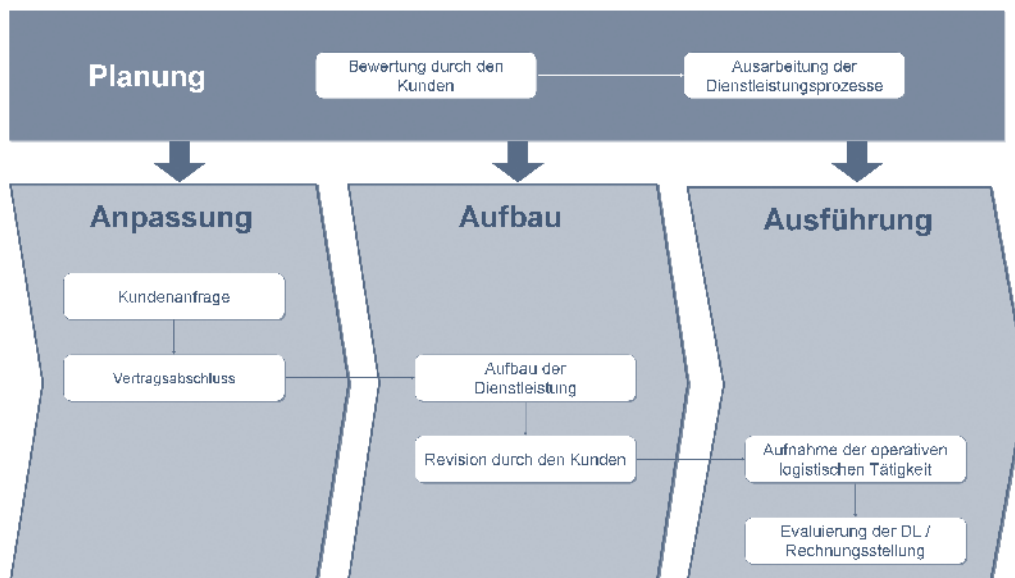 Planung
Bewertung durch den
Kunden
Ausarbeitung der
Dienstleistungsprozesse
Anpassung
Aufbau
Ausführung
Kundenanfrage
Vertragsabschluss
Aufbau der
Dienstleistung
Revision durch den Kunden
Aufnahme der operativen
logistischen Tätigkeit
Evaluierung der DL /
Rechnungsstellung